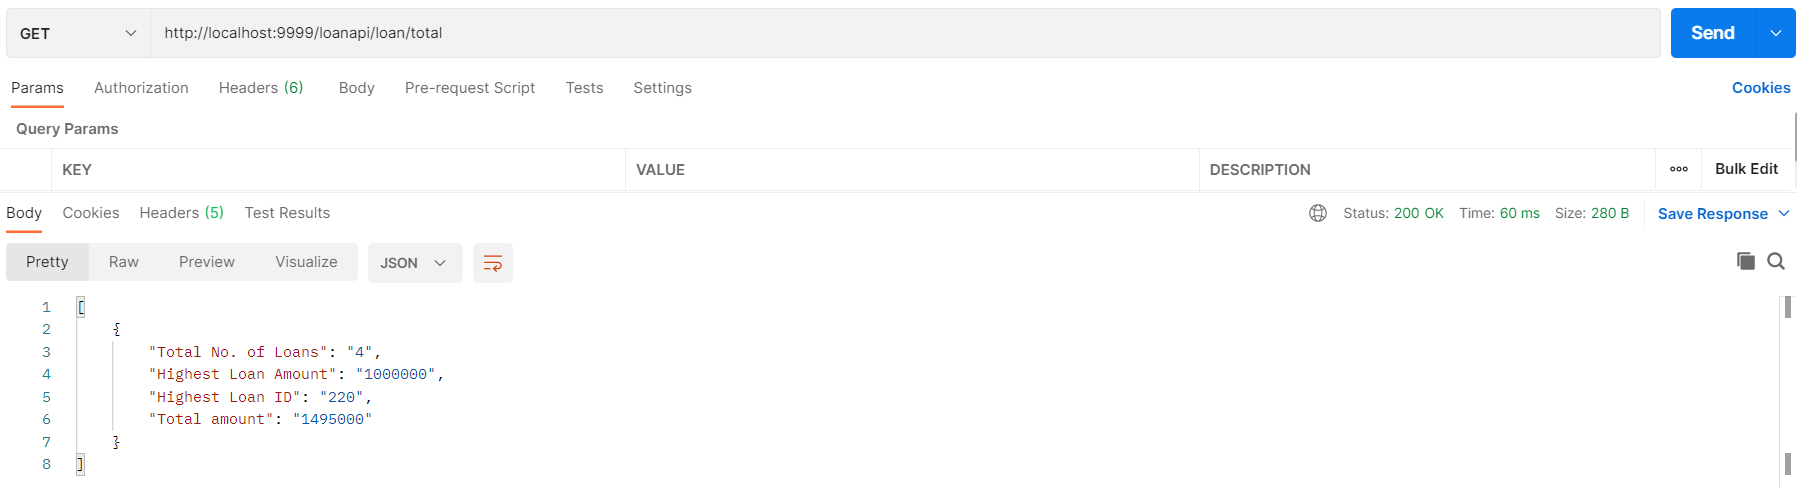 GET http://localhost:9999/loanapi/loan/total Send
Params Authorization Headers (6) Body Pre-request Script Tests Settings Cookies
Query Params
KEY VALUE DESCRIPTION ooo Bulk Edit
Body Cookies Headers (5) Test Results Status: 200 OK Time: 60 ms Size: 280 B Save Response
Pretty Raw Preview Visualize JSON
1 [
2 {
3 "Total No. of Loans": "4",
4 "Highest Loan Amount": "1000000",
5 "Highest Loan ID": "220",
6 "Total amount": "1495000"
7 }
8 ]